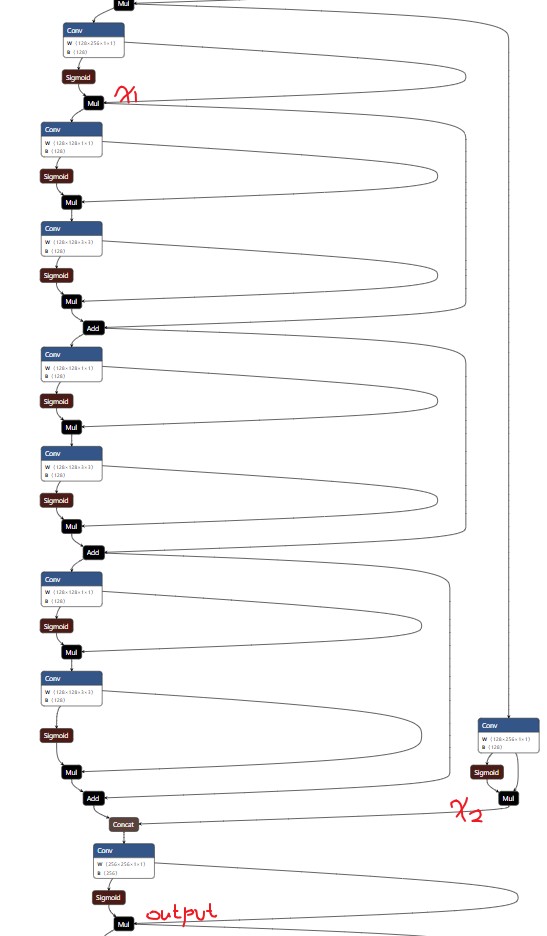 Mul
Conv
W ⟨128×256×1×1⟩
B ⟨128⟩
Sigmoid
Mul
x₁
Conv
W ⟨128×128×1×1⟩
B ⟨128⟩
Sigmoid
Mul
Conv
W ⟨128×128×3×3⟩
B ⟨128⟩
Sigmoid
Mul
Add
Conv
W ⟨128×128×1×1⟩
B ⟨128⟩
Sigmoid
Mul
Conv
W ⟨128×128×3×3⟩
B ⟨128⟩
Sigmoid
Mul
Add
Conv
W ⟨128×128×1×1⟩
B ⟨128⟩
Sigmoid
Mul
Conv
W ⟨128×128×3×3⟩
B ⟨128⟩
Sigmoid
Mul
Add
Conv
W ⟨128×256×1×1⟩
B ⟨128⟩
Sigmoid
Mul
x₂
Concat
Conv
W ⟨256×256×1×1⟩
B ⟨256⟩
Sigmoid
Mul
output